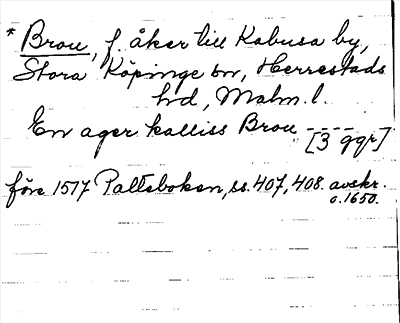 * Brou, f. åker till Kabusa by,
Stora Köpinge sn, Herrestads
hd, Malm. l.
En ager kalliss Brou ----
[3 ggr]
före 1517 Palteboken, ss. 407, 408. avskr.
c. 1650.